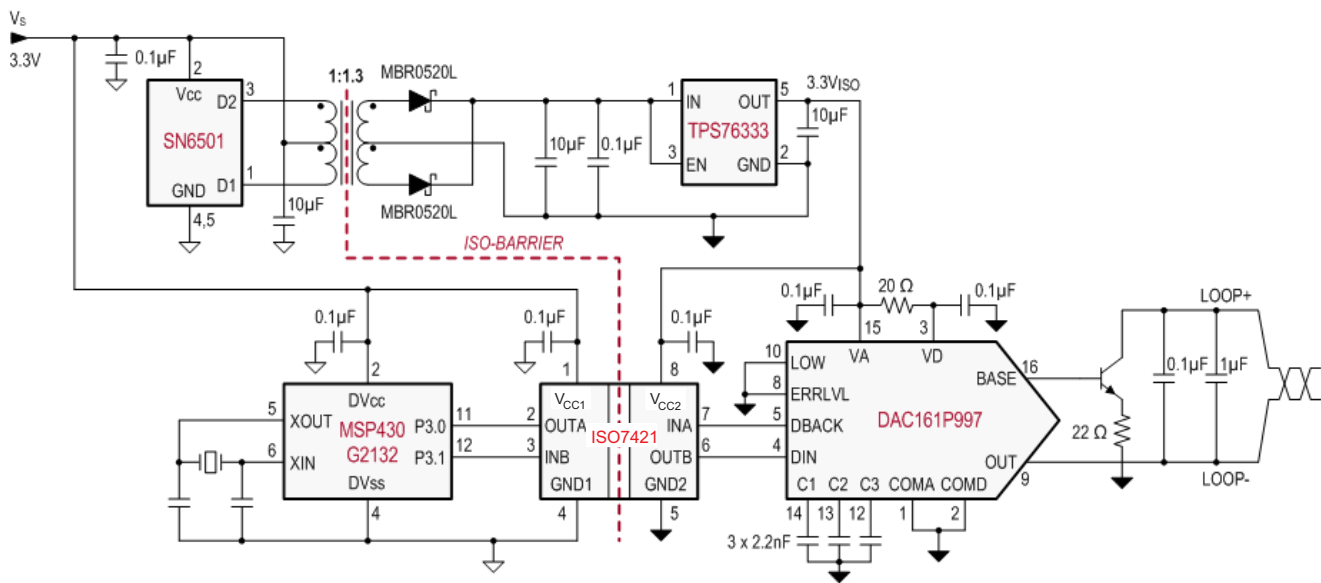 VS
3.3V
0.1µF
2
Vcc
D2
3
SN6501
D1
1
GND
4,5
10µF
1:1.3
MBR0520L
MBR0520L
10µF
0.1µF
1
IN
OUT
5
3.3VISO
TPS76333
10µF
3
EN
GND
2
ISO-BARRIER
0.1µF
2
DVcc
5
XOUT
MSP430
G2132
P3.0
11
6
XIN
P3.1
12
DVss
4
0.1µF
1
VCC1
2
OUTA
3
INB
GND1
4
ISO7421
0.1µF
8
VCC2
INA
7
OUTB
6
GND2
5
0.1µF
20 Ω
0.1µF
15
3
VA
VD
10
LOW
8
ERRLVL
5
DBACK
4
DIN
DAC161P997
BASE
16
OUT
9
C1
C2
C3
COMA
COMD
14
13
12
1
2
3 x 2.2nF
22 Ω
0.1µF
1µF
LOOP+
LOOP-